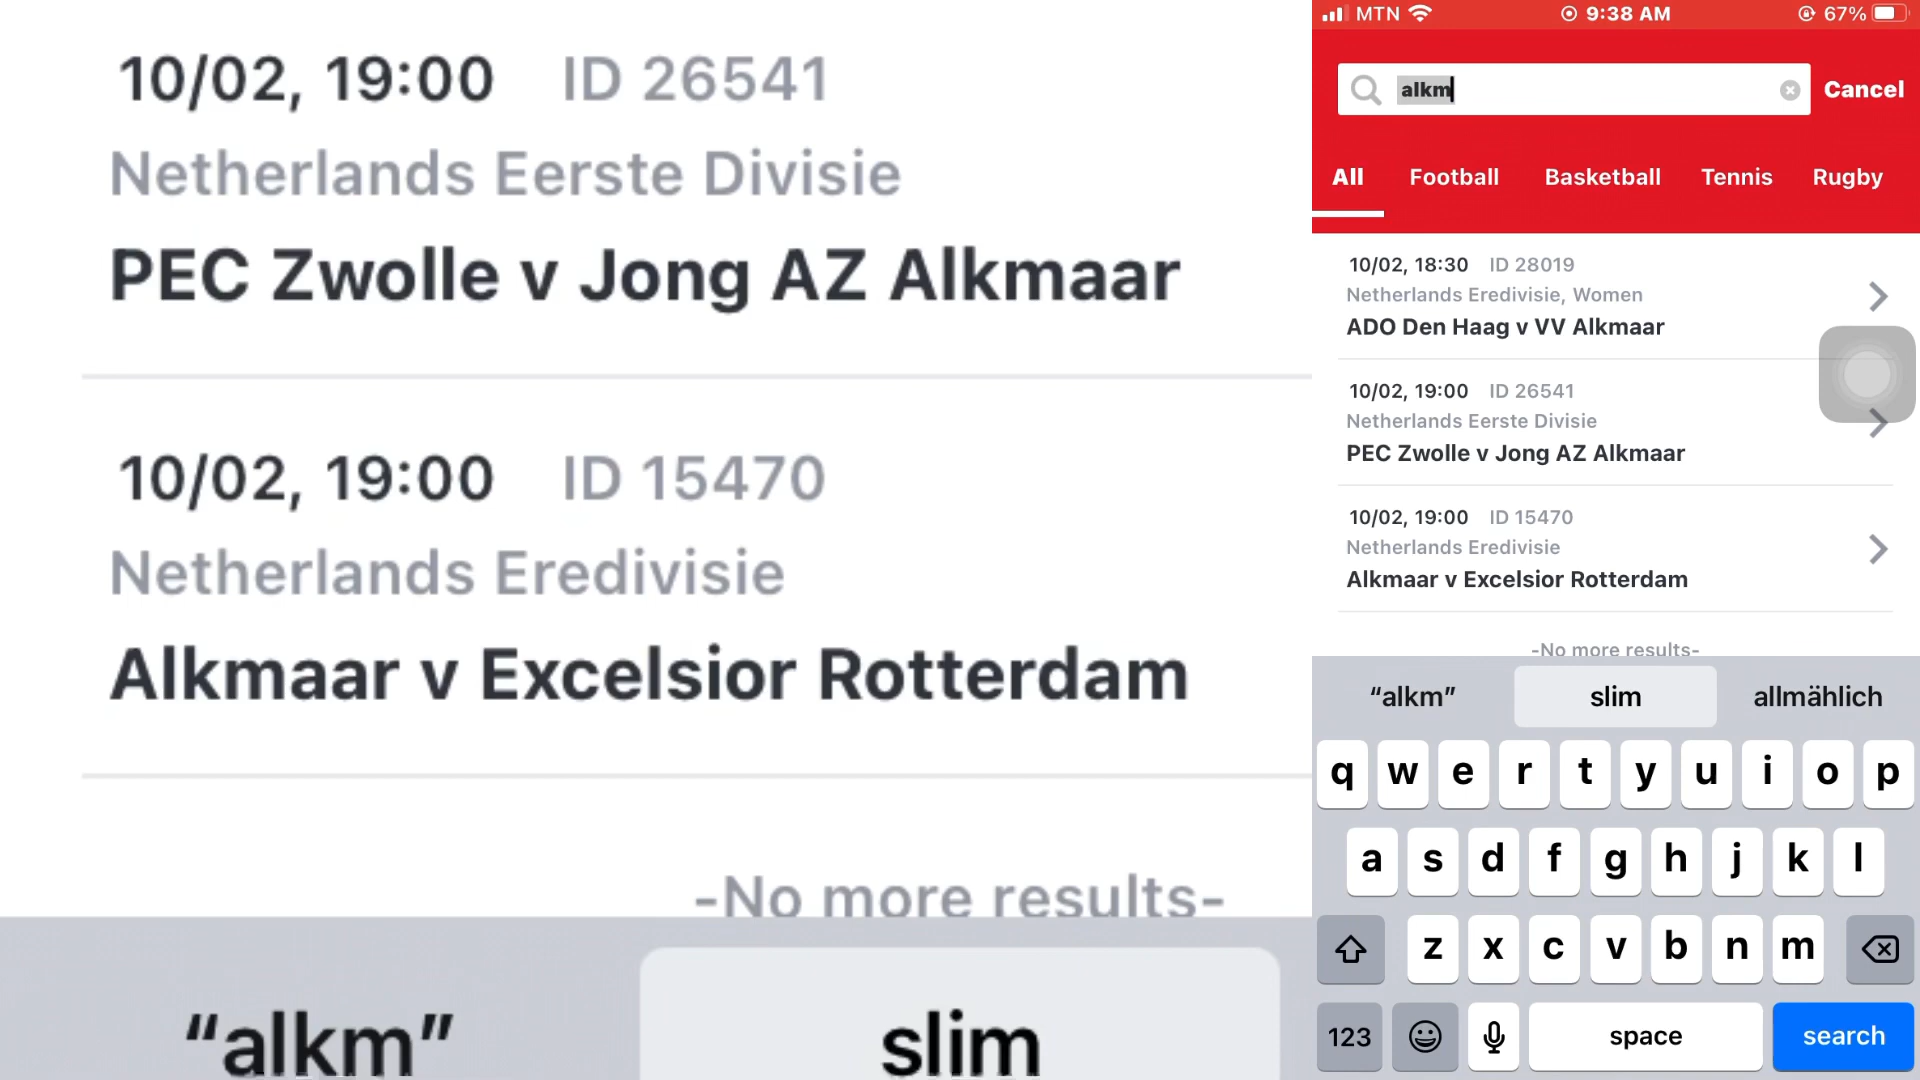 10/02, 19:00 ID 26541
Netherlands Eerste Divisie
PEC Zwolle v Jong AZ Alkmaar
10/02, 19:00 ID 15470
Netherlands Eredivisie
Alkmaar v Excelsior Rotterdam
-No more results-
“alkm” slim
MTN 9:38 AM 67%
alkm Cancel
All Football Basketball Tennis Rugby
10/02, 18:30 ID 28019
Netherlands Eredivisie, Women
ADO Den Haag v VV Alkmaar
10/02, 19:00 ID 26541
Netherlands Eerste Divisie
PEC Zwolle v Jong AZ Alkmaar
10/02, 19:00 ID 15470
Netherlands Eredivisie
Alkmaar v Excelsior Rotterdam
-No more results-
“alkm” slim allmählich
q w e r t y u i o p
a s d f g h j k l
z x c v b n m
123 space search